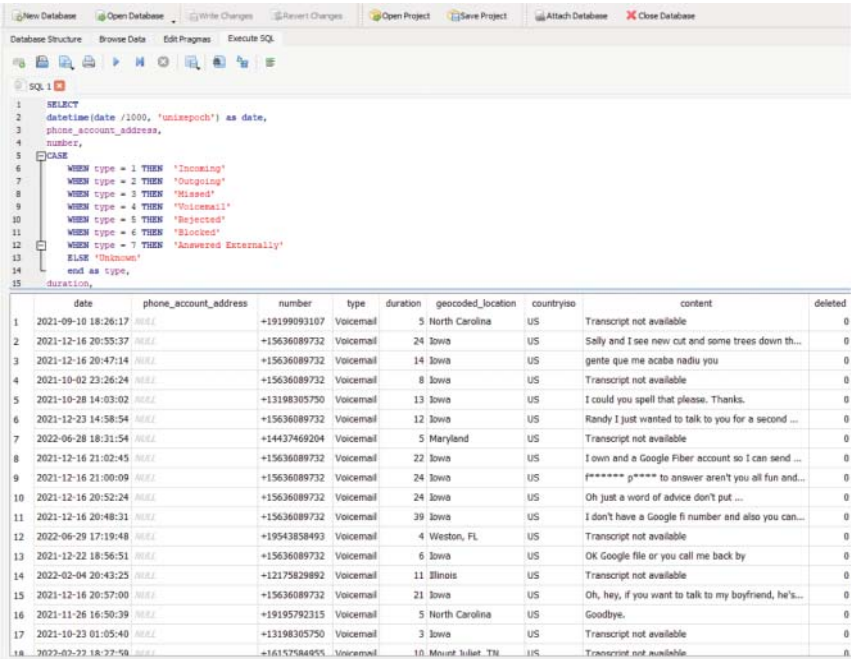 New Database Open Database Write Changes Revert Changes Open Project Save Project Attach Database Close Database
Database Structure Browse Data Edit Pragmas Execute SQL
SQL 1
1 SELECT
2 datetime(date /1000, 'unixepoch') as date,
3 phone_account_address,
4 number,
5 CASE
6 WHEN type = 1 THEN 'Incoming'
7 WHEN type = 2 THEN 'Outgoing'
8 WHEN type = 3 THEN 'Missed'
9 WHEN type = 4 THEN 'Voicemail'
10 WHEN type = 5 THEN 'Rejected'
11 WHEN type = 6 THEN 'Blocked'
12 WHEN type = 7 THEN 'Answered Externally'
13 ELSE 'Unknown'
14 end as type,
15 duration,
date phone_account_address number type duration geocoded_location countryiso content deleted
1 2021-09-10 18:26:17 NULL +19199093107 Voicemail 5 North Carolina US Transcript not available 0
2 2021-12-16 20:55:37 NULL +15636089732 Voicemail 24 Iowa US Sally and I see new cut and some trees down th... 0
3 2021-12-16 20:47:14 NULL +15636089732 Voicemail 14 Iowa US gente que me acaba nadiu you 0
4 2021-10-02 23:26:24 NULL +15636089732 Voicemail 8 Iowa US Transcript not available 0
5 2021-10-28 14:03:02 NULL +13198305750 Voicemail 13 Iowa US I could you spell that please. Thanks. 0
6 2021-12-23 14:58:54 NULL +15636089732 Voicemail 12 Iowa US Randy I just wanted to talk to you for a second ... 0
7 2022-06-28 18:31:54 NULL +14437469204 Voicemail 5 Maryland US Transcript not available 0
8 2021-12-16 21:02:45 NULL +15636089732 Voicemail 22 Iowa US I own and a Google Fiber account so I can send ... 0
9 2021-12-16 21:00:09 NULL +15636089732 Voicemail 24 Iowa US f****** p**** to answer aren't you all fun and... 0
10 2021-12-16 20:52:24 NULL +15636089732 Voicemail 24 Iowa US Oh just a word of advice don't put ... 0
11 2021-12-16 20:48:31 NULL +15636089732 Voicemail 39 Iowa US I don't have a Google fi number and also you can... 0
12 2022-06-29 17:19:48 NULL +19543858493 Voicemail 4 Weston, FL US Transcript not available 0
13 2021-12-22 18:56:51 NULL +15636089732 Voicemail 6 Iowa US OK Google file or you call me back by 0
14 2022-02-04 20:43:25 NULL +12175829892 Voicemail 11 Illinois US Transcript not available 0
15 2021-12-16 20:57:00 NULL +15636089732 Voicemail 21 Iowa US Oh, hey, if you want to talk to my boyfriend, he's... 0
16 2021-11-26 16:50:39 NULL +19195792315 Voicemail 5 North Carolina US Goodbye. 0
17 2021-10-23 01:05:40 NULL +13198305750 Voicemail 3 Iowa US Transcript not available 0
18 2022-02-22 18:27:59 NULL +16157584955 Voicemail 10 Mount Juliet, TN US Transcript not available 0